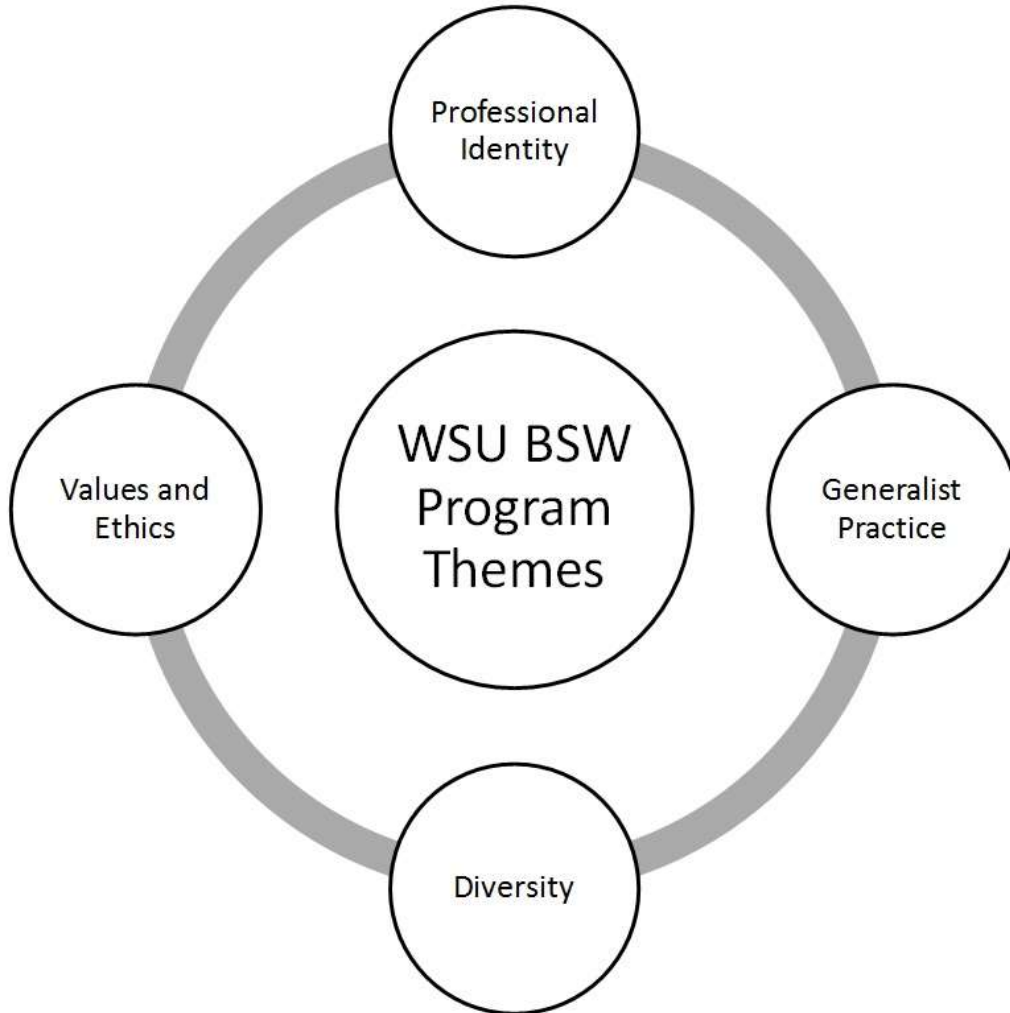 Professional
Identity
WSU BSW
Program
Themes
Values and
Ethics
Generalist
Practice
Diversity